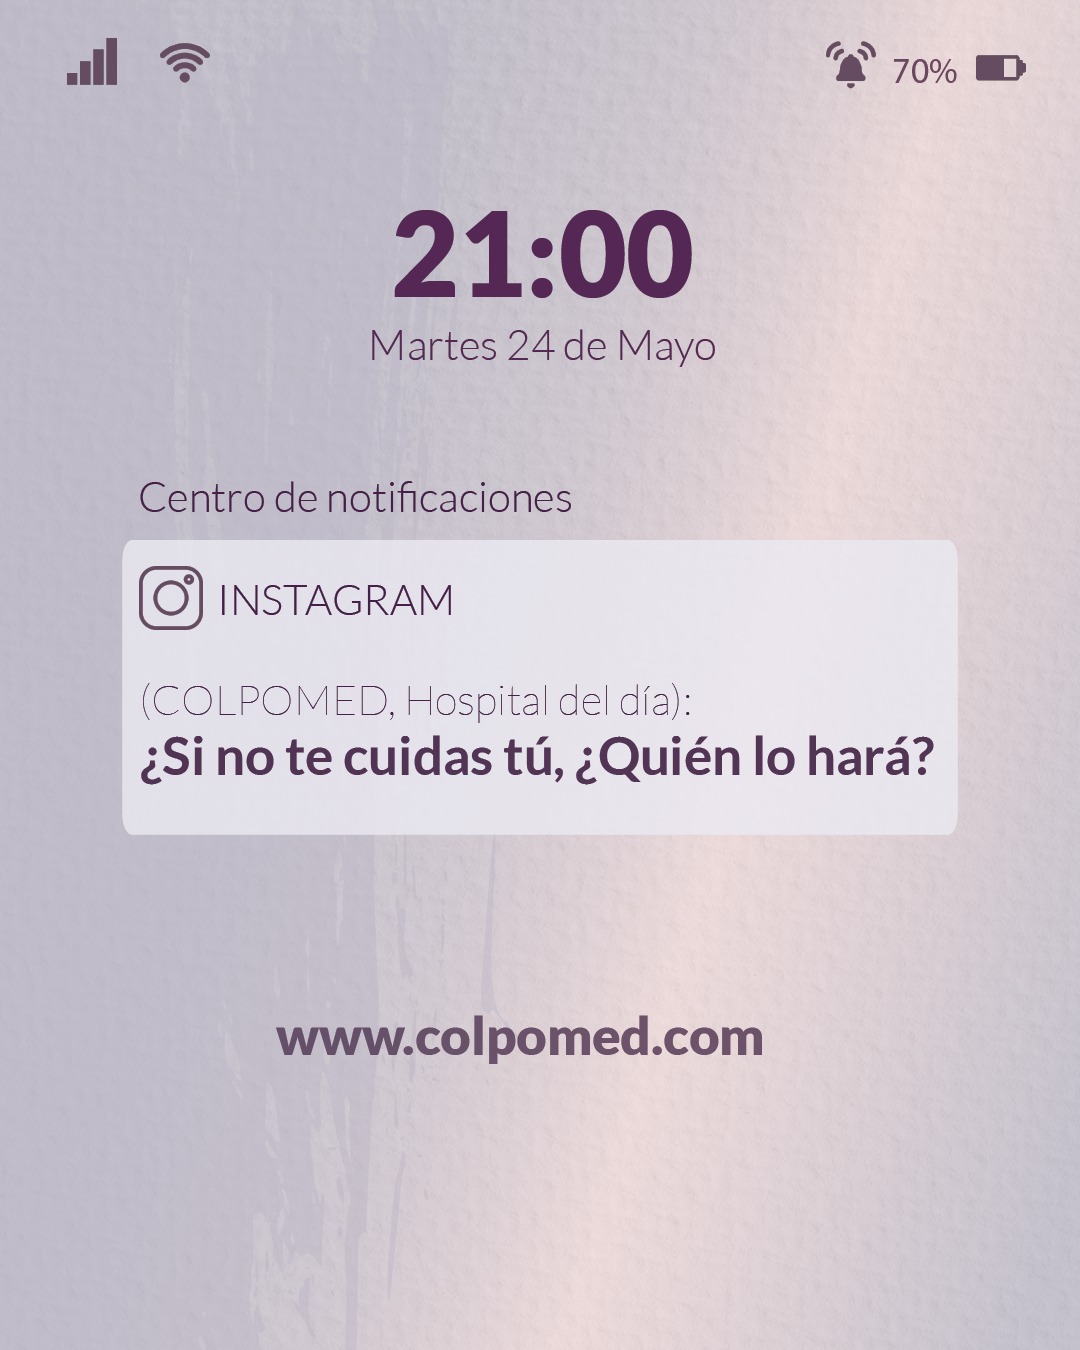 70%
21:00
Martes 24 de Mayo
Centro de notificaciones
INSTAGRAM
(COLPOMED, Hospital del día):
¿Si no te cuidas tú, ¿Quién lo hará?
www.colpomed.com